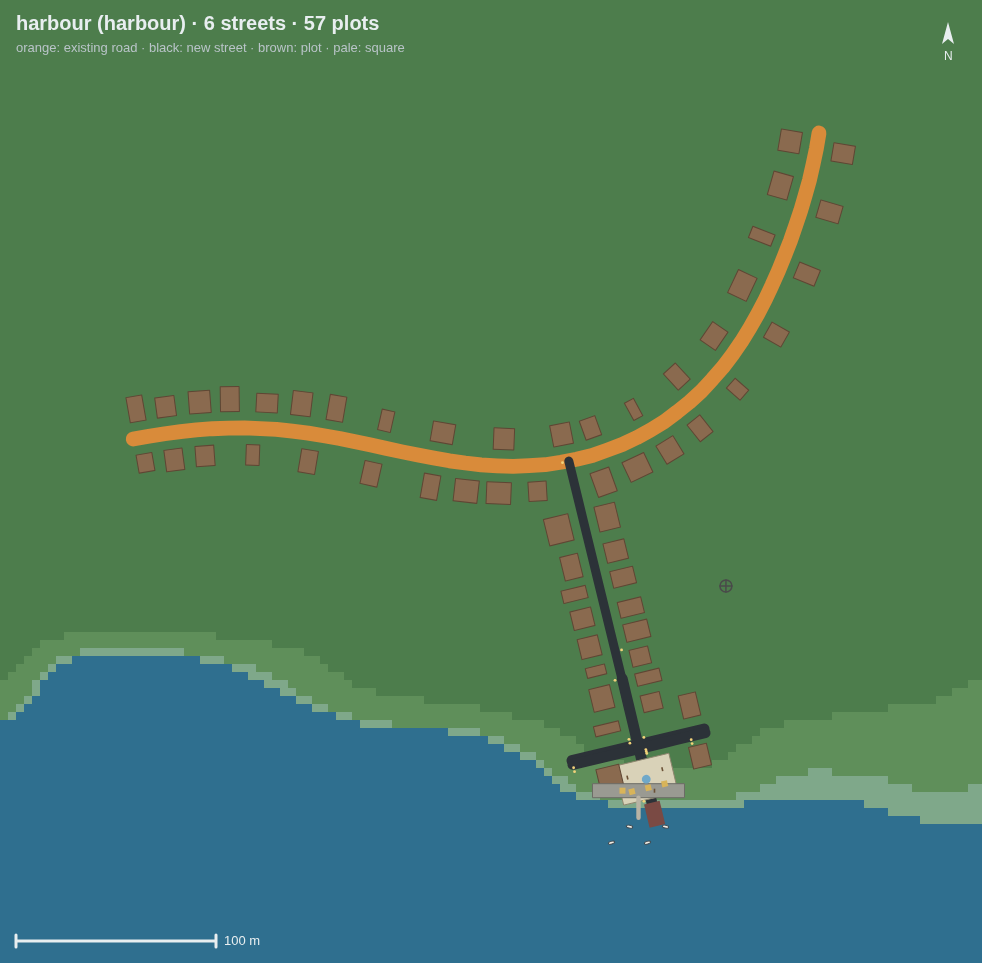 harbour (harbour) · 6 streets · 57 plots
orange: existing road · black: new street · brown: plot · pale: square
N
100 m